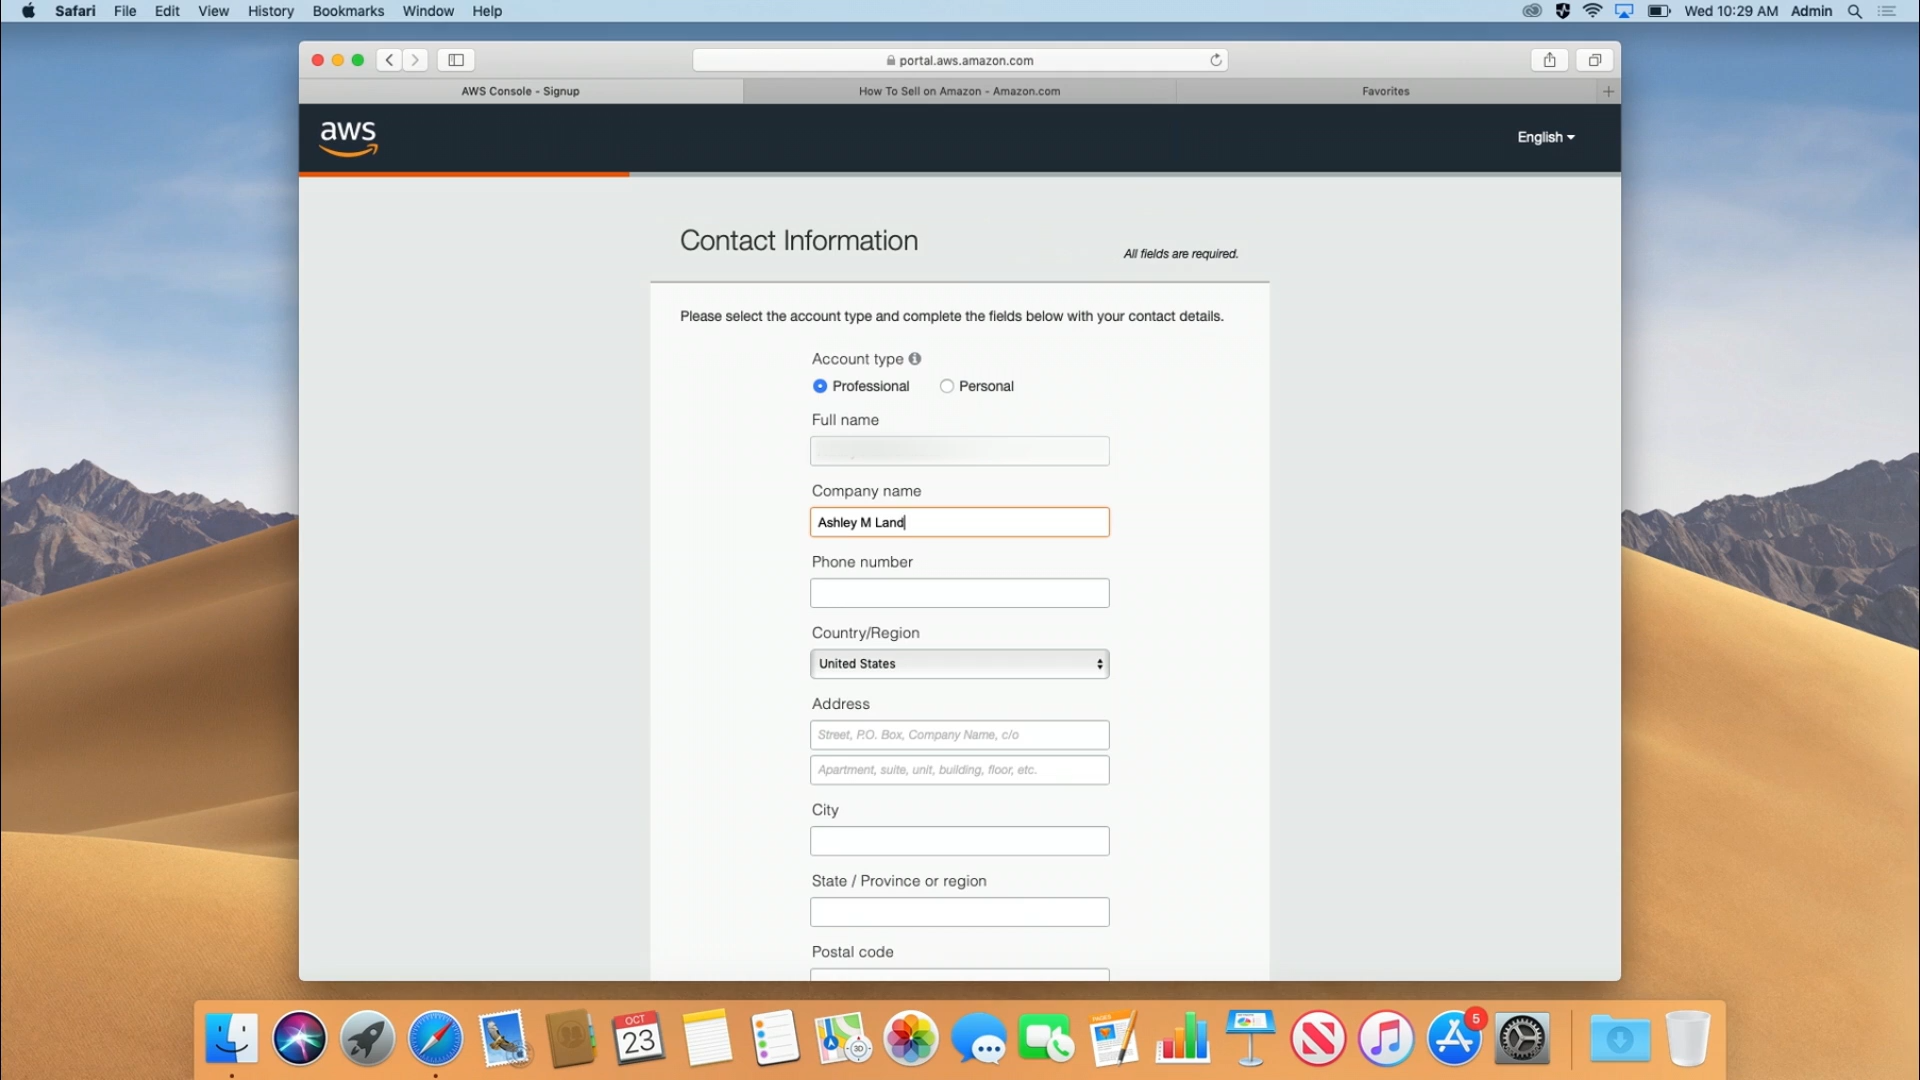 Safari File Edit View History Bookmarks Window Help
Wed 10:29 AM Admin
portal.aws.amazon.com
AWS Console - Signup
How To Sell on Amazon - Amazon.com
Favorites
aws
English
Contact Information
All fields are required.
Please select the account type and complete the fields below with your contact details.
Account type
Professional
Personal
Full name
Company name
Ashley M Land
Phone number
Country/Region
United States
Address
Street, P.O. Box, Company Name, c/o
Apartment, suite, unit, building, floor, etc.
City
State / Province or region
Postal code
OCT
23
3D
PAGES
5